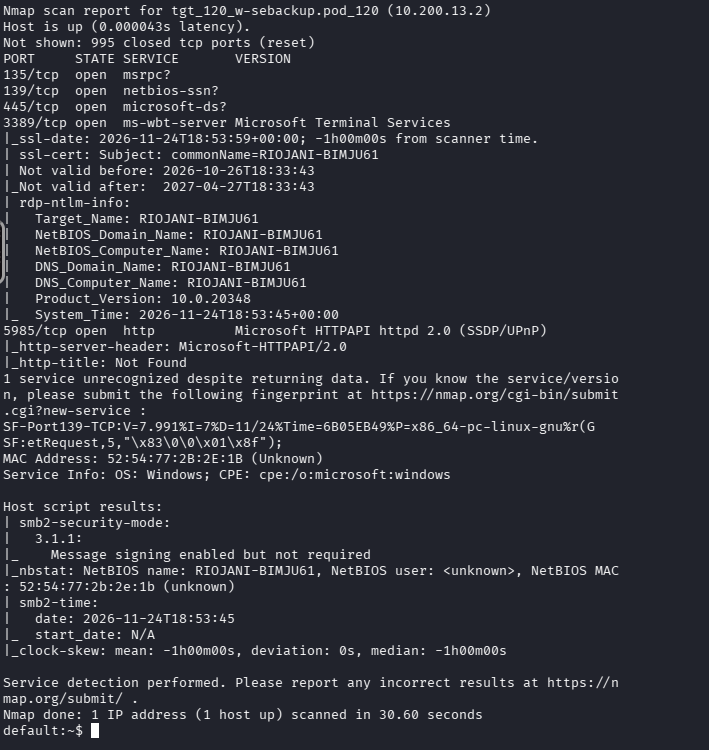 Nmap scan report for tgt_120_w-sebackup.pod_120 (10.200.13.2)
Host is up (0.000043s latency).
Not shown: 995 closed tcp ports (reset)
PORT     STATE SERVICE       VERSION
135/tcp  open  msrpc?
139/tcp  open  netbios-ssn?
445/tcp  open  microsoft-ds?
3389/tcp open  ms-wbt-server Microsoft Terminal Services
|_ssl-date: 2026-11-24T18:53:59+00:00; -1h00m00s from scanner time.
| ssl-cert: Subject: commonName=RIOJANI-BIMJU61
| Not valid before: 2026-10-26T18:33:43
|_Not valid after:  2027-04-27T18:33:43
| rdp-ntlm-info:
|   Target_Name: RIOJANI-BIMJU61
|   NetBIOS_Domain_Name: RIOJANI-BIMJU61
|   NetBIOS_Computer_Name: RIOJANI-BIMJU61
|   DNS_Domain_Name: RIOJANI-BIMJU61
|   DNS_Computer_Name: RIOJANI-BIMJU61
|   Product_Version: 10.0.20348
|_  System_Time: 2026-11-24T18:53:45+00:00
5985/tcp open  http          Microsoft HTTPAPI httpd 2.0 (SSDP/UPnP)
|_http-server-header: Microsoft-HTTPAPI/2.0
|_http-title: Not Found
1 service unrecognized despite returning data. If you know the service/versio
n, please submit the following fingerprint at https://nmap.org/cgi-bin/submit
.cgi?new-service :
SF-Port139-TCP:V=7.991%I=7%D=11/24%Time=6B05EB49%P=x86_64-pc-linux-gnu%r(G
SF:etRequest,5,"\x83\0\0\x01\x8f");
MAC Address: 52:54:77:2B:2E:1B (Unknown)
Service Info: OS: Windows; CPE: cpe:/o:microsoft:windows

Host script results:
| smb2-security-mode:
|   3.1.1:
|_    Message signing enabled but not required
|_nbstat: NetBIOS name: RIOJANI-BIMJU61, NetBIOS user: <unknown>, NetBIOS MAC
: 52:54:77:2b:2e:1b (unknown)
| smb2-time:
|   date: 2026-11-24T18:53:45
|_  start_date: N/A
|_clock-skew: mean: -1h00m00s, deviation: 0s, median: -1h00m00s

Service detection performed. Please report any incorrect results at https://n
map.org/submit/ .
Nmap done: 1 IP address (1 host up) scanned in 30.60 seconds
default:~$